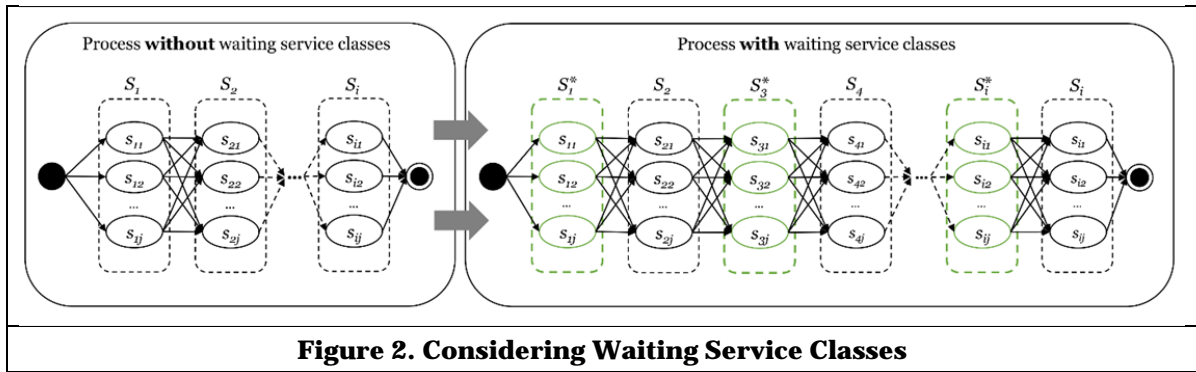 Process without waiting service classes
S₁ S₂ Sᵢ
s₁₁ s₂₁ sᵢ₁
s₁₂ s₂₂ sᵢ₂
... ... ...
s₁ⱼ s₂ⱼ sᵢⱼ
Process with waiting service classes
S₁* S₂ S₃* S₄ Sᵢ* Sᵢ
s₁₁ s₂₁ s₃₁ s₄₁ sᵢ₁ sᵢ₁
s₁₂ s₂₂ s₃₂ s₄₂ sᵢ₂ sᵢ₂
... ... ... ... ... ...
s₁ⱼ s₂ⱼ s₃ⱼ s₄ⱼ sᵢⱼ sᵢⱼ
Figure 2. Considering Waiting Service Classes